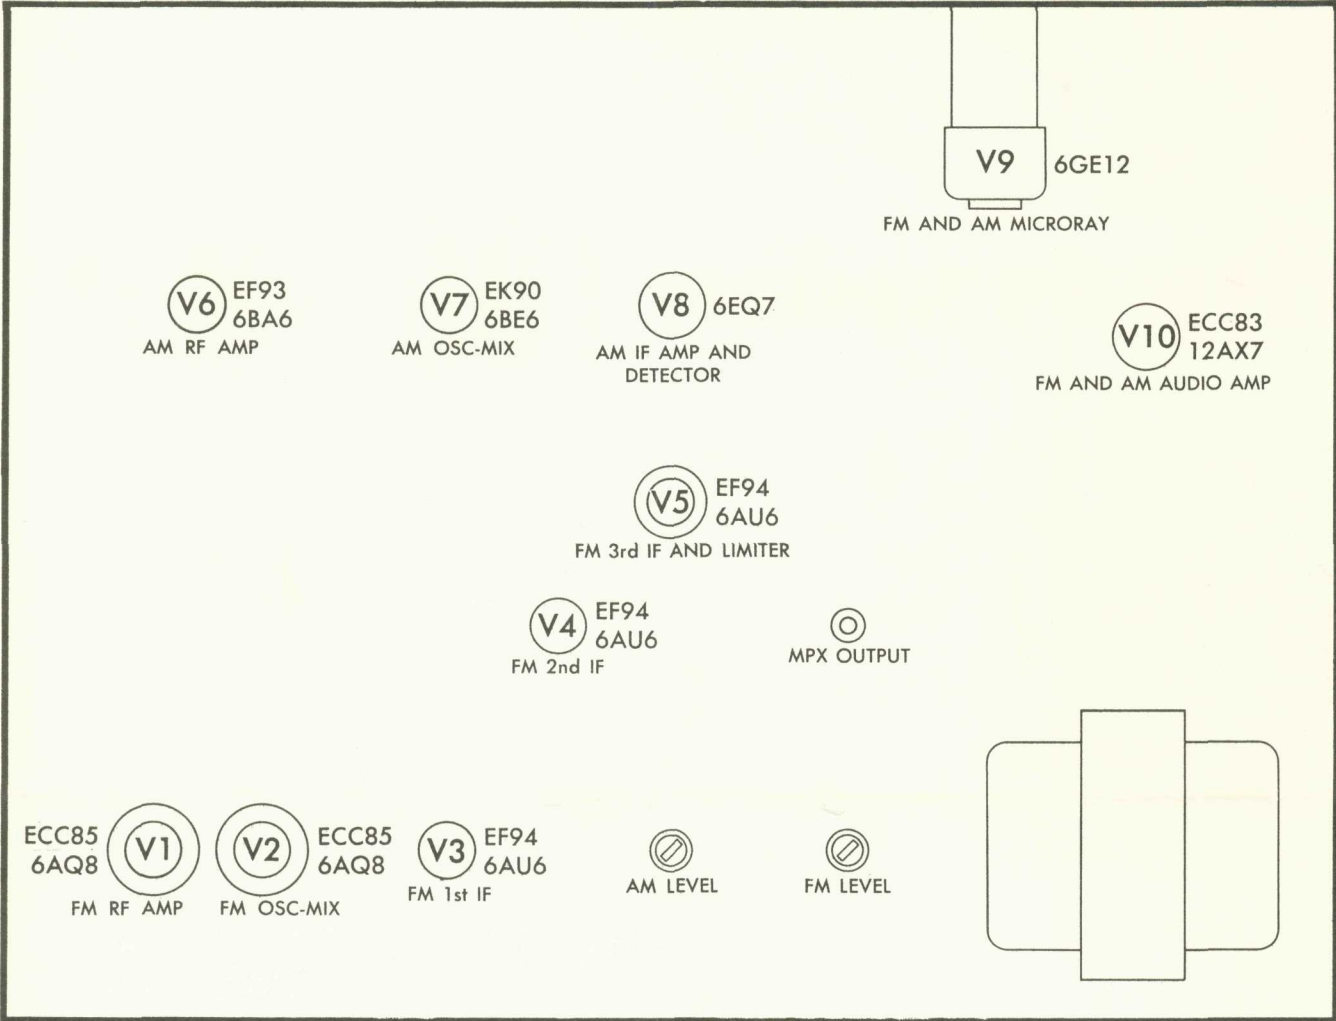 V9
6GE12
FM AND AM MICRORAY
V6
EF93
6BA6
AM RF AMP
V7
EK90
6BE6
AM OSC-MIX
V8
6EQ7
AM IF AMP AND
DETECTOR
V10
ECC83
12AX7
FM AND AM AUDIO AMP
V5
EF94
6AU6
FM 3rd IF AND LIMITER
V4
EF94
6AU6
FM 2nd IF
MPX OUTPUT
ECC85
6AQ8
V1
FM RF AMP
V2
ECC85
6AQ8
FM OSC-MIX
V3
EF94
6AU6
FM 1st IF
AM LEVEL
FM LEVEL